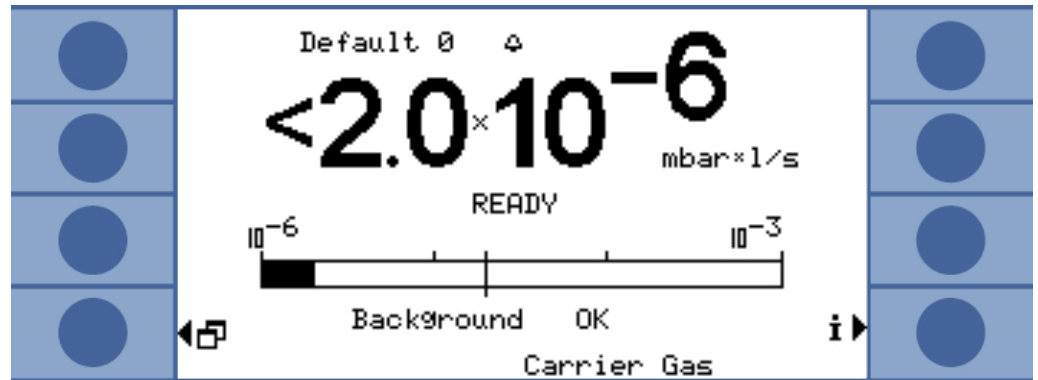 Default 0
<2.0×10⁻⁶
mbar×l/s
READY
10⁻⁶ 10⁻³
Background OK
i
Carrier Gas